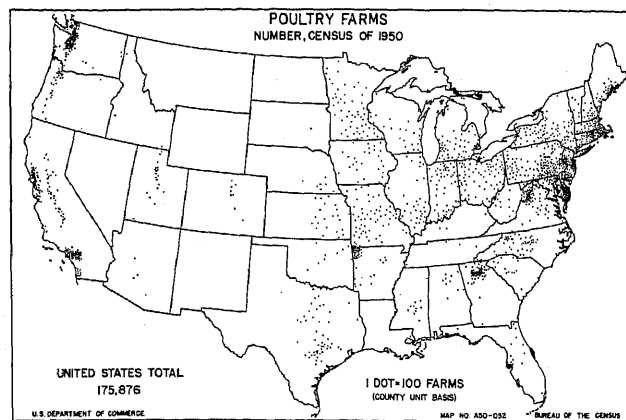 POULTRY FARMS
NUMBER, CENSUS OF 1950
UNITED STATES TOTAL
175,876
1 DOT=100 FARMS
(COUNTY UNIT BASIS)
U.S. DEPARTMENT OF COMMERCE
MAP NO. A50-052
BUREAU OF THE CENSUS